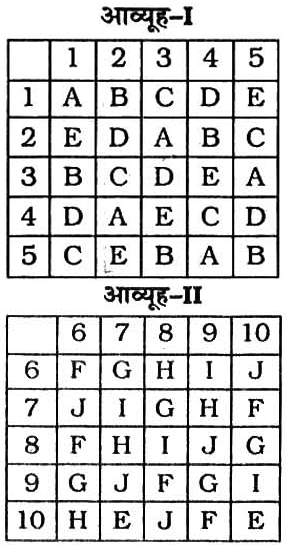 आव्यूह–I
1 2 3 4 5
1 A B C D E
2 E D A B C
3 B C D E A
4 D A E C D
5 C E B A B
आव्यूह–II
6 7 8 9 10
6 F G H I J
7 J I G H F
8 F H I J G
9 G J F G I
10 H E J F E